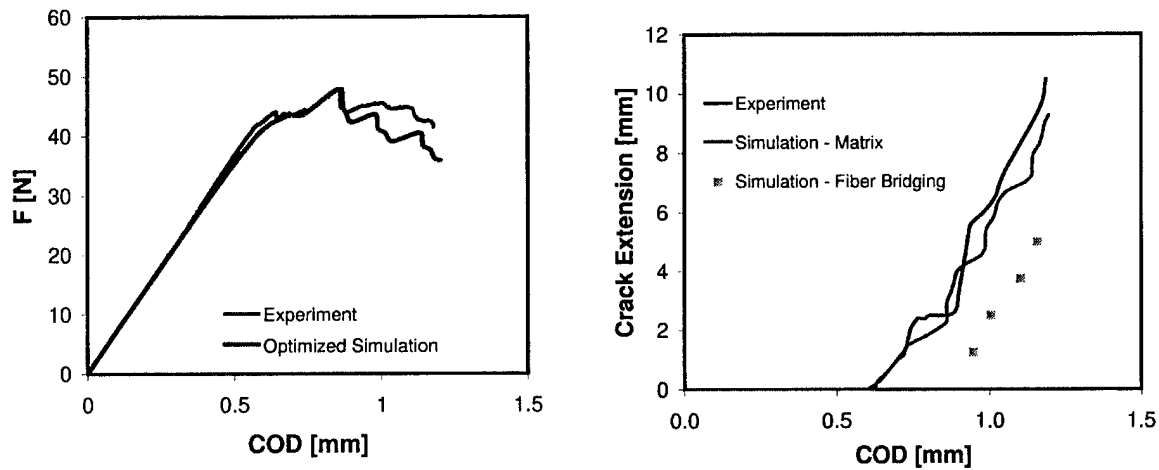 60
50
40
30
20
10
0
F [N]
Experiment
Optimized Simulation
0
0.5
1
1.5
COD [mm]
12
10
8
6
4
2
0
Crack Extension [mm]
Experiment
Simulation - Matrix
Simulation - Fiber Bridging
0.0
0.5
1.0
1.5
COD [mm]